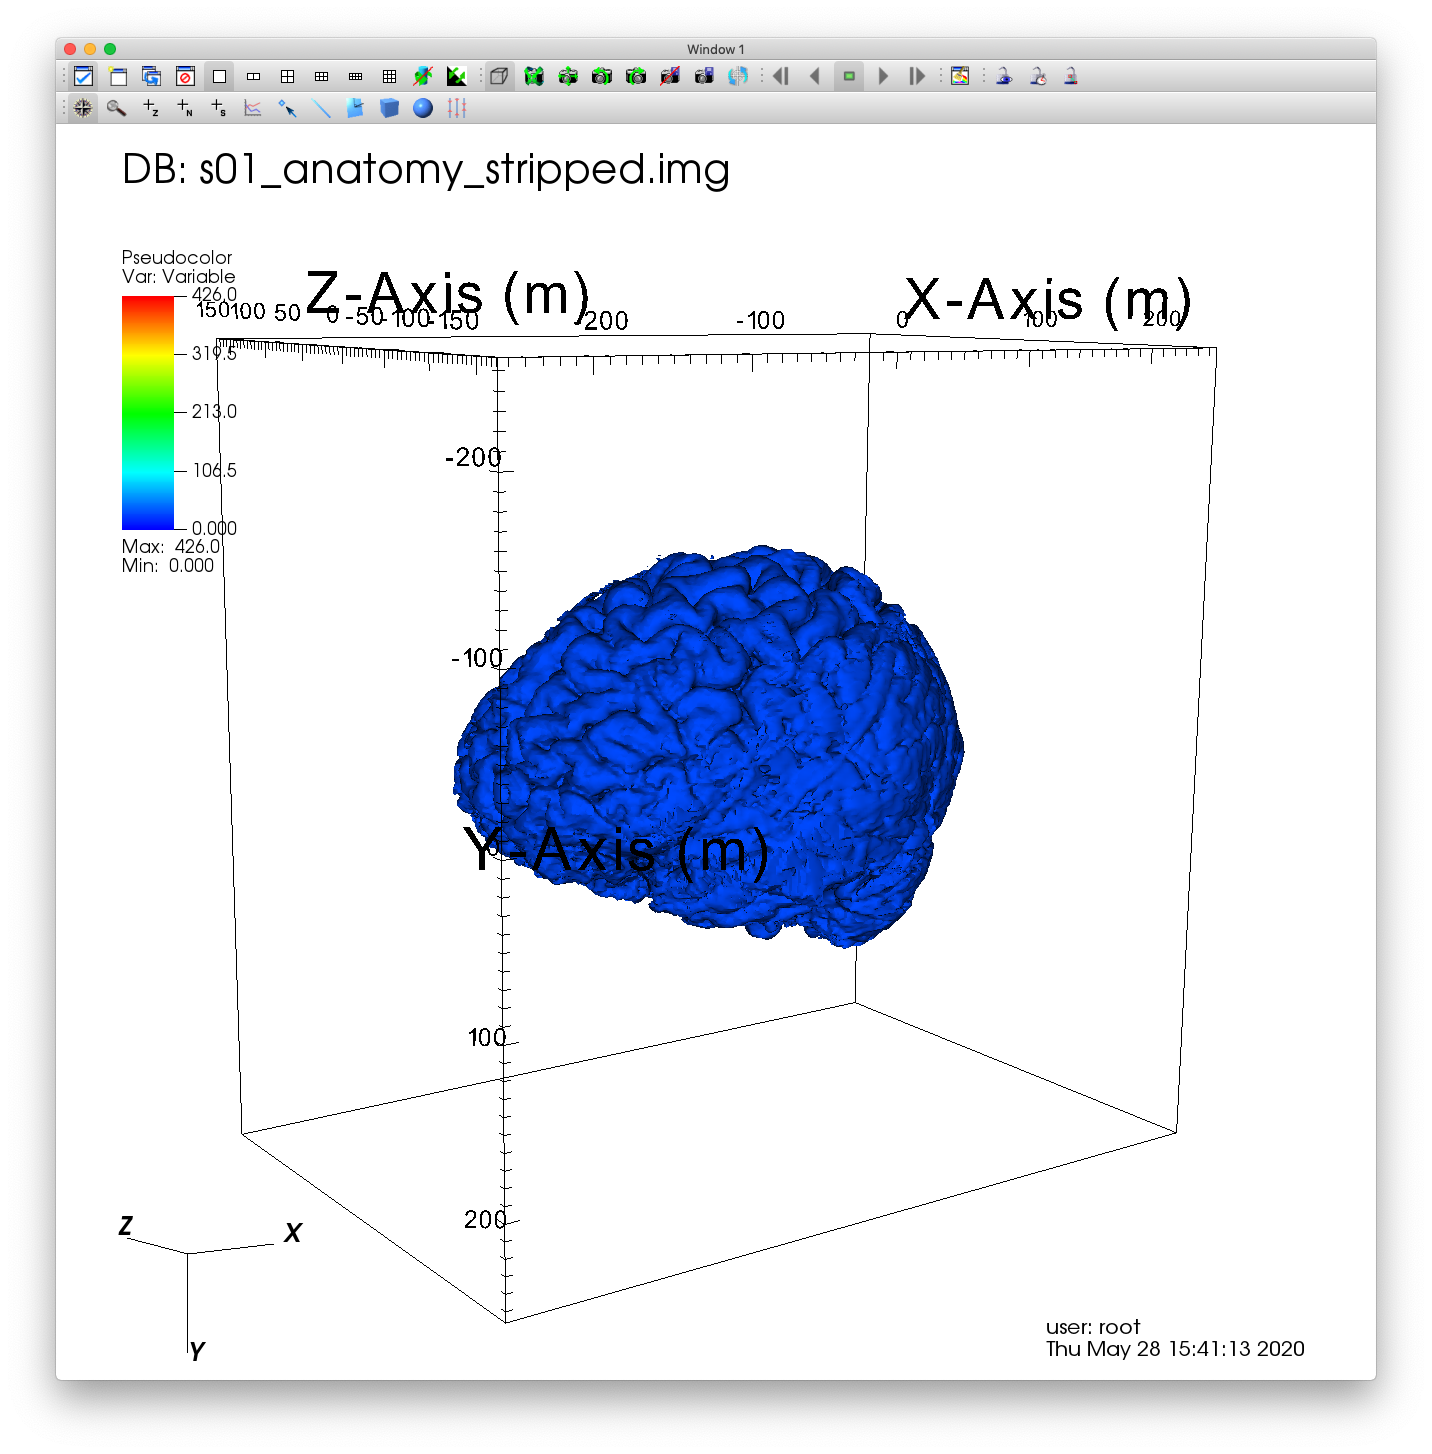 Window 1
DB: s01_anatomy_stripped.img
Pseudocolor
Var: Variable
426.0
319.5
213.0
106.5
0.000
Max: 426.0
Min: 0.000
Z-Axis (m)
X-Axis (m)
150 100 50 0 -50 -100 -150
-200 -100 0 100 200
-200
-100
0
Y-Axis (m)
100
200
Z
X
Y
user: root
Thu May 28 15:41:13 2020